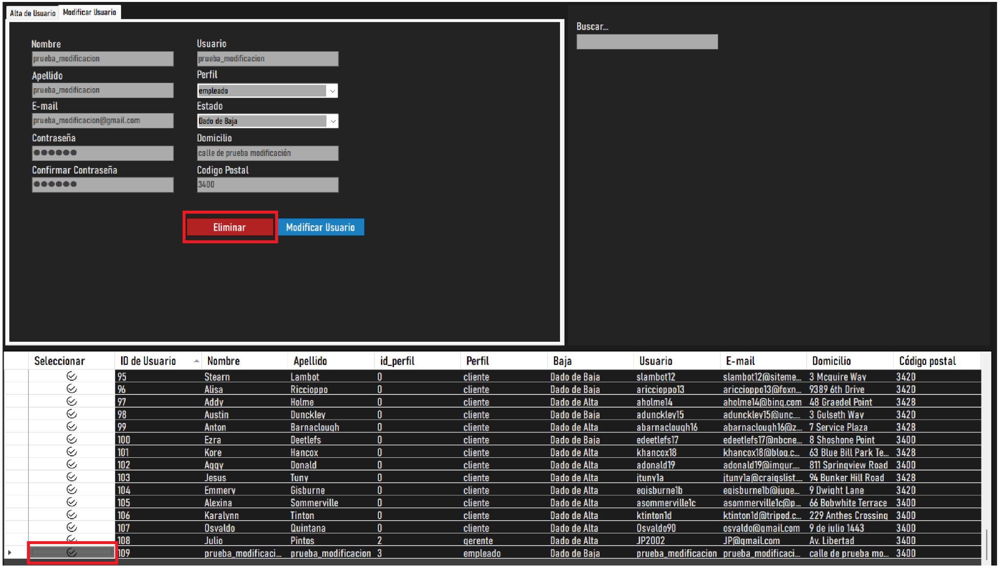 Alta de Usuario Modificar Usuario
Buscar...
Nombre Usuario
prueba_modificacion prueba_modificacion
Apellido Perfil
prueba_modificacion empleado
E-mail Estado
prueba_modificacion@gmail.com Dado de Baja
Contraseña Domicilio
●●●●●● calle de prueba modificación
Confirmar Contraseña Codigo Postal
●●●●●● 3400
Eliminar Modificar Usuario
Seleccionar ID de Usuario Nombre Apellido id_perfil Perfil Baja Usuario E-mail Domicilio Código postal
95 Stearn Lambot 0 cliente Dado de Baja slambot12 slambot12@siteme... 3 Mcguire Way 3420
96 Alisa Riccioppo 0 cliente Dado de Baja ariccioppo13 ariccioppo13@foxn... 9389 6th Drive 3420
97 Addy Holme 0 cliente Dado de Alta aholme14 aholme14@bing.com 48 Graedel Point 3428
98 Austin Dunckley 0 cliente Dado de Baja adunckley15 adunckley15@unc.... 3 Gulseth Way 3420
99 Anton Barnaclough 0 cliente Dado de Alta abarnaclough16 abarnaclough16@z... 7 Service Plaza 3428
100 Ezra Deetlefs 0 cliente Dado de Baja edeetlefs17 edeetlefs17@nbcne... 8 Shoshone Point 3400
101 Kore Hancox 0 cliente Dado de Alta khancox18 khancox18@blog.c... 63 Blue Bill Park Te... 3428
102 Aggy Donald 0 cliente Dado de Alta adonald19 adonald19@imgur.... 811 Springview Road 3400
103 Jesus Tuny 0 cliente Dado de Alta jtuny1a jtuny1a@craigslist.... 94 Bunker Hill Road 3428
104 Emmery Gisburne 0 cliente Dado de Alta egisburne1b egisburne1b@juge... 9 Dwight Lane 3420
105 Alexina Sommerville 0 cliente Dado de Alta asommerville1c asommerville1c@p... 66 Bobwhite Terrace 3400
106 Karalynn Tinton 0 cliente Dado de Alta ktinton1d ktinton1d@tripod.c... 229 Anthes Crossing 3400
107 Osvaldo Quintana 0 cliente Dado de Alta Osvaldo90 osvaldo@gmail.com 9 de julio 1443 3400
108 Julio Pintos 2 gerente Dado de Alta JP2002 JP@gmail.com Av. Libertad 3400
109 prueba_modificaci... prueba_modificacion 3 empleado Dado de Baja prueba_modificacion prueba_modificaci... calle de prueba mo... 3400